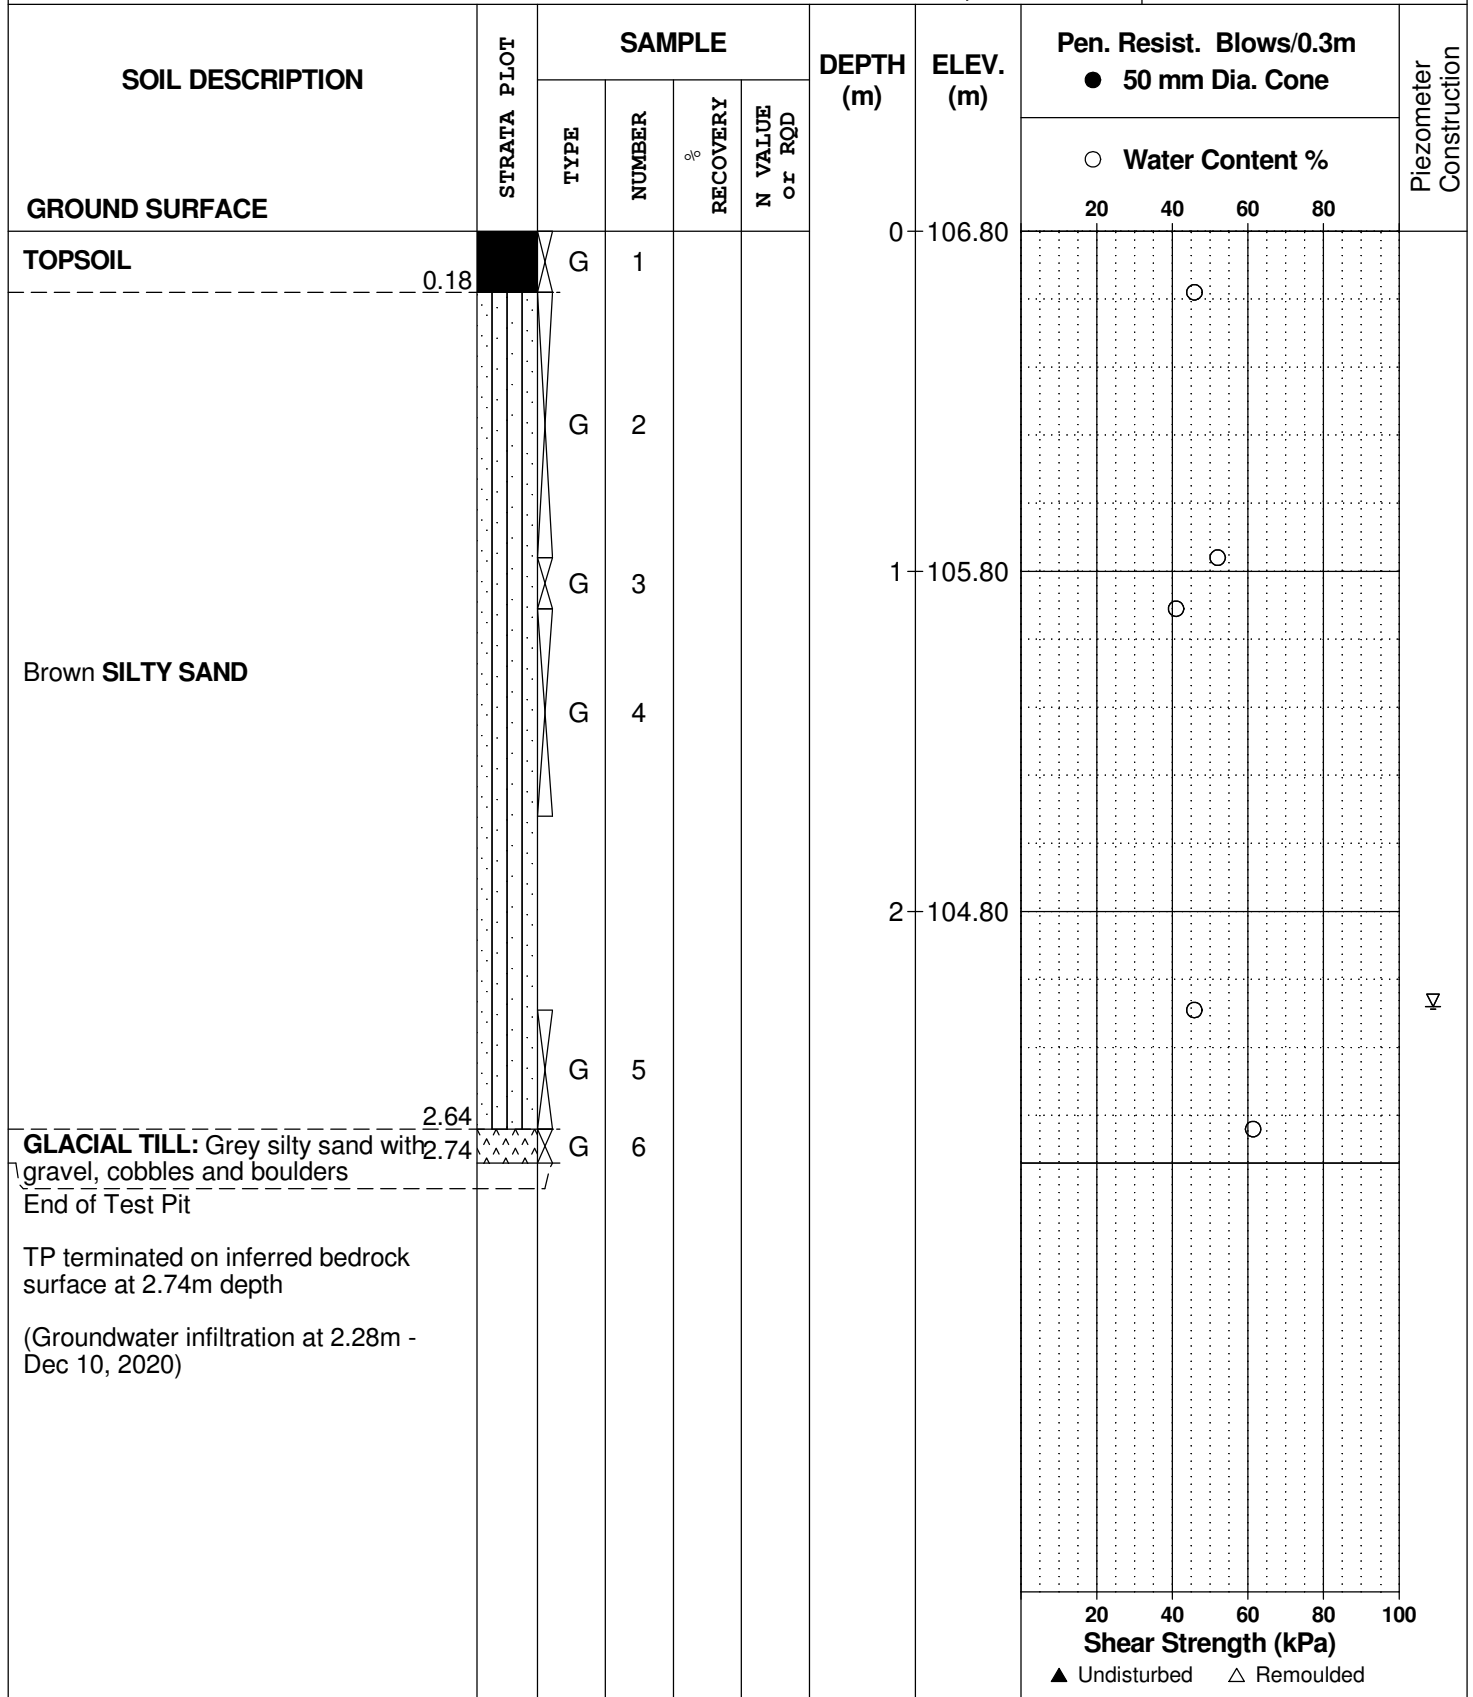 SOIL DESCRIPTION
GROUND SURFACE
STRATA PLOT
SAMPLE
TYPE
NUMBER
%
RECOVERY
N VALUE
or RQD
DEPTH
(m)
ELEV.
(m)
Pen. Resist. Blows/0.3m
● 50 mm Dia. Cone
○ Water Content %
20 40 60 80
Piezometer
Construction
0 106.80
TOPSOIL
0.18
G 1
G 2
1 105.80
G 3
Brown SILTY SAND
G 4
2 104.80
G 5
2.64
GLACIAL TILL: Grey silty sand with
2.74
G 6
gravel, cobbles and boulders
End of Test Pit
TP terminated on inferred bedrock
surface at 2.74m depth
(Groundwater infiltration at 2.28m -
Dec 10, 2020)
20 40 60 80 100
Shear Strength (kPa)
▲ Undisturbed △ Remoulded